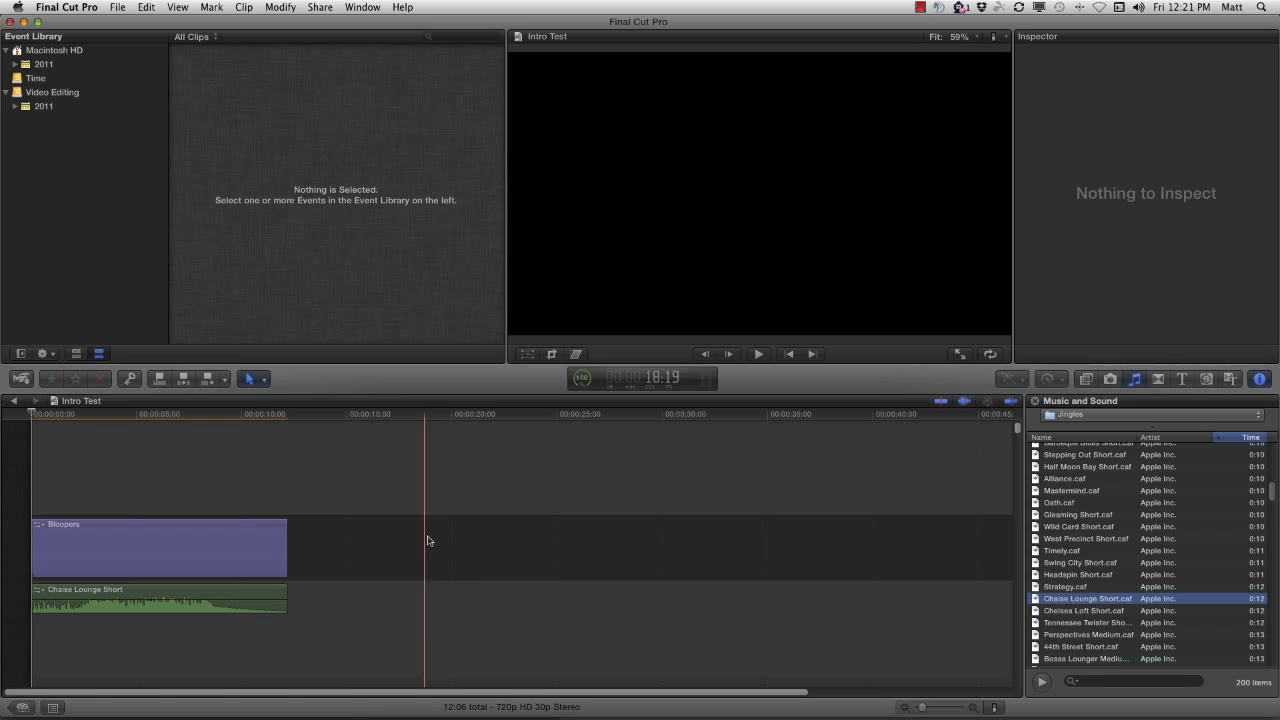 Final Cut Pro File Edit View Mark Clip Modify Share Window Help Fri 12:21 PM Matt
Final Cut Pro
Event Library
All Clips
Intro Test
Fit: 59%
Inspector
Macintosh HD
2011
Time
Video Editing
2011
Nothing is Selected.
Select one or more Events in the Event Library on the left.
Nothing to Inspect
100
18:19
Intro Test
00:00:00:00 00:00:05:00 00:00:10:00 00:00:15:00 00:00:20:00 00:00:25:00 00:00:30:00 00:00:35:00 00:00:40:00 00:00:45:
Bloopers
Chaise Lounge Short
Music and Sound
Jingles
Name Artist Time
Barbeque Blues Short.caf Apple Inc. 0:10
Stepping Out Short.caf Apple Inc. 0:10
Half Moon Bay Short.caf Apple Inc. 0:10
Alliance.caf Apple Inc. 0:10
Mastermind.caf Apple Inc. 0:10
Oath.caf Apple Inc. 0:10
Gleaming Short.caf Apple Inc. 0:10
Wild Card Short.caf Apple Inc. 0:10
West Precinct Short.caf Apple Inc. 0:10
Timely.caf Apple Inc. 0:11
Swing City Short.caf Apple Inc. 0:11
Headspin Short.caf Apple Inc. 0:11
Strategy.caf Apple Inc. 0:12
Chaise Lounge Short.caf Apple Inc. 0:12
Chelsea Loft Short.caf Apple Inc. 0:12
Tennessee Twister Sho... Apple Inc. 0:12
Perspectives Medium.caf Apple Inc. 0:13
44th Street Short.caf Apple Inc. 0:13
Bossa Lounger Mediu... Apple Inc. 0:13
200 items
12:06 total - 720p HD 30p Stereo